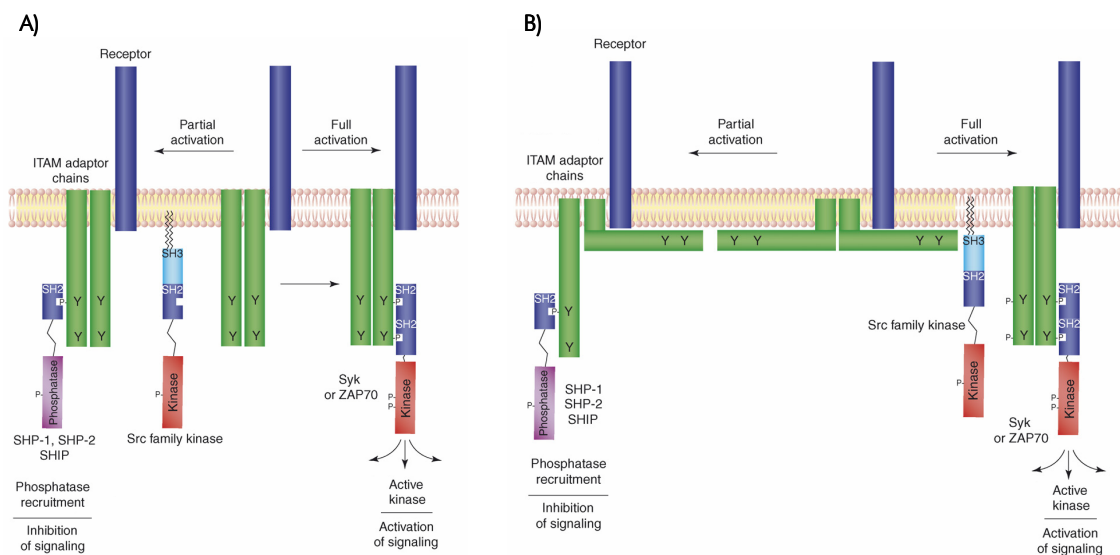 A)
Receptor
Partial
activation
Full
activation
ITAM adaptor
chains
SH3
SH2
SH2
SH2
SH2
P-
P-
P-
Y
Y
Y
Y
Y
Y
Y
Y
Y
Y
Y
Y
Phosphatase
P-
Kinase
P-
Kinase
P-
P-
Syk
or ZAP70
SHP-1, SHP-2
SHIP
Src family kinase
Phosphatase
recruitment
Inhibition
of signaling
Active
kinase
Activation
of signaling
B)
Receptor
Partial
activation
Full
activation
ITAM adaptor
chains
Y Y
Y Y
Y Y
SH3
SH2
SH2
SH2
SH2
P-
P-
P-
P-
P-
Y
Y
Y
Y
Y
Y
Src family kinase
Phosphatase
P-
Kinase
P-
Kinase
P-
P-
SHP-1
SHP-2
SHIP
Syk
or ZAP70
Phosphatase
recruitment
Inhibition
of signaling
Active
kinase
Activation
of signaling